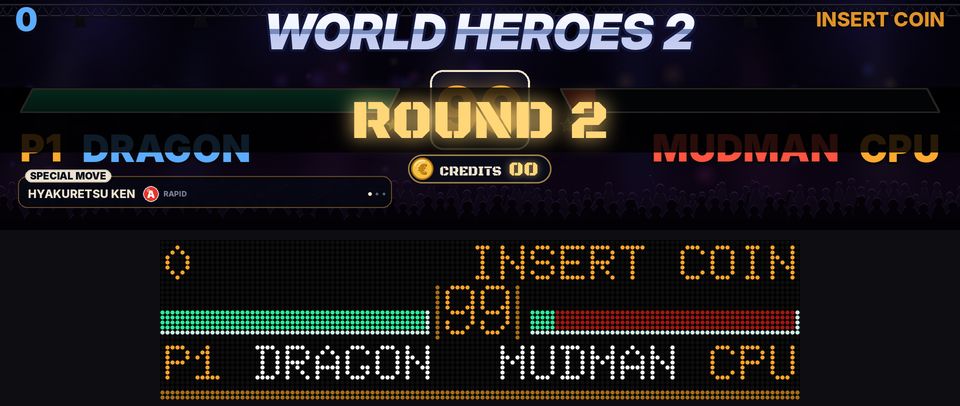 0
WORLD HEROES 2
INSERT COIN
ROUND 2
P1 DRAGON
MUDMAN CPU
CREDITS 00
SPECIAL MOVE
HYAKURETSU KEN A RAPID
0 INSERT COIN
99
P1 DRAGON MUDMAN CPU